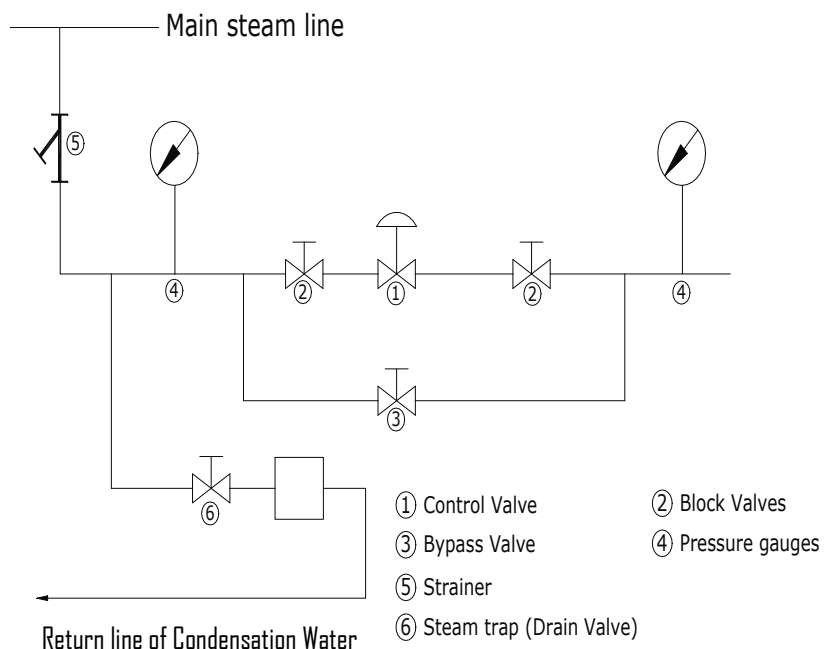 Main steam line
⑤
④
②
①
②
④
③
⑥
① Control Valve
② Block Valves
③ Bypass Valve
④ Pressure gauges
⑤ Strainer
⑥ Steam trap (Drain Valve)
Return line of Condensation Water